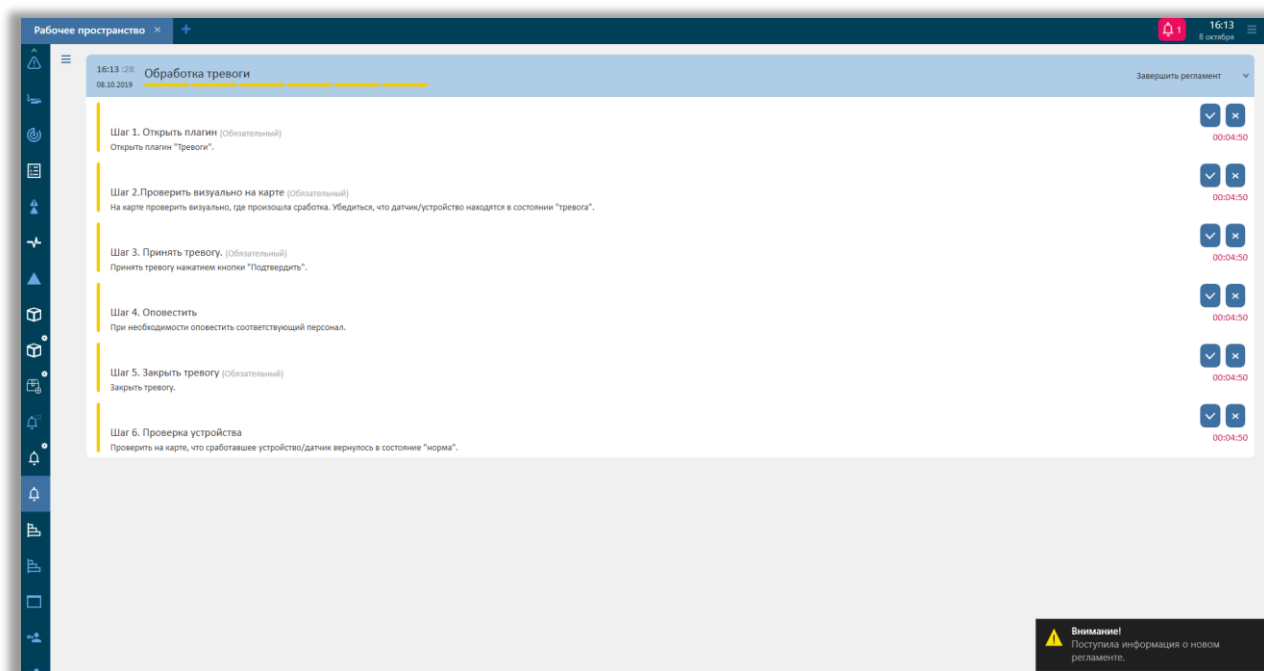 Рабочее пространство × +
1
16:13
8 октября
16:13 :28 Обработка тревоги
08.10.2019
Завершить регламент
Шаг 1. Открыть плагин (Обязательный)
Открыть плагин "Тревоги".
00:04:50
Шаг 2.Проверить визуально на карте (Обязательный)
На карте проверить визуально, где произошла сработка. Убедиться, что датчик/устройство находятся в состоянии "тревога".
00:04:50
Шаг 3. Принять тревогу. (Обязательный)
Принять тревогу нажатием кнопки "Подтвердить".
00:04:50
Шаг 4. Оповестить
При необходимости оповестить соответствующий персонал.
00:04:50
Шаг 5. Закрыть тревогу (Обязательный)
Закрыть тревогу.
00:04:50
Шаг 6. Проверка устройства
Проверить на карте, что сработавшее устройство/датчик вернулось в состояние "норма".
00:04:50
Внимание!
Поступила информация о новом
регламенте.